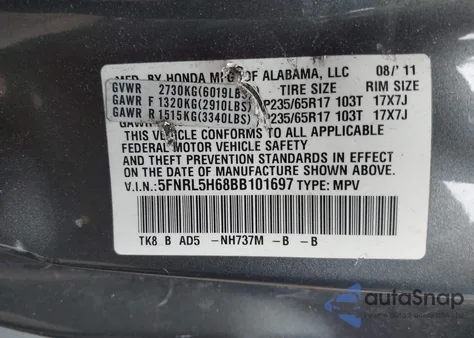 MFD. BY HONDA MFG OF ALABAMA, LLC 08/'11
GVWR 2730KG(6019LBS) TIRE SIZE RIM SIZE
GAWR F 1320KG(2910LBS) P235/65R17 103T 17X7J
GAWR R 1515KG(3340LBS) P235/65R17 103T 17X7J
THIS VEHICLE CONFORMS TO ALL APPLICABLE
FEDERAL MOTOR VEHICLE SAFETY
AND THEFT PREVENTION STANDARDS IN EFFECT ON
THE DATE OF MANUFACTURE SHOWN ABOVE.
V.I.N.: 5FNRL5H68BB101697 TYPE: MPV
TK8 B AD5 -NH737M -B -B
autoSnap